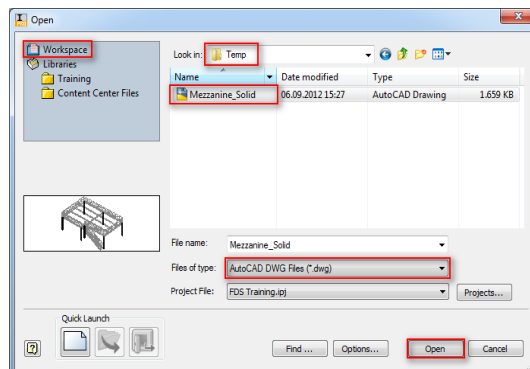 Open
Workspace
Libraries
Training
Content Center Files
Look in: Temp
Name Date modified Type Size
Mezzanine_Solid 06.09.2012 15:27 AutoCAD Drawing 1.659 KB
File name: Mezzanine_Solid
Files of type: AutoCAD DWG Files (*.dwg)
Project File: FDS Training.ipj Projects...
Quick Launch
Find ... Options... Open Cancel